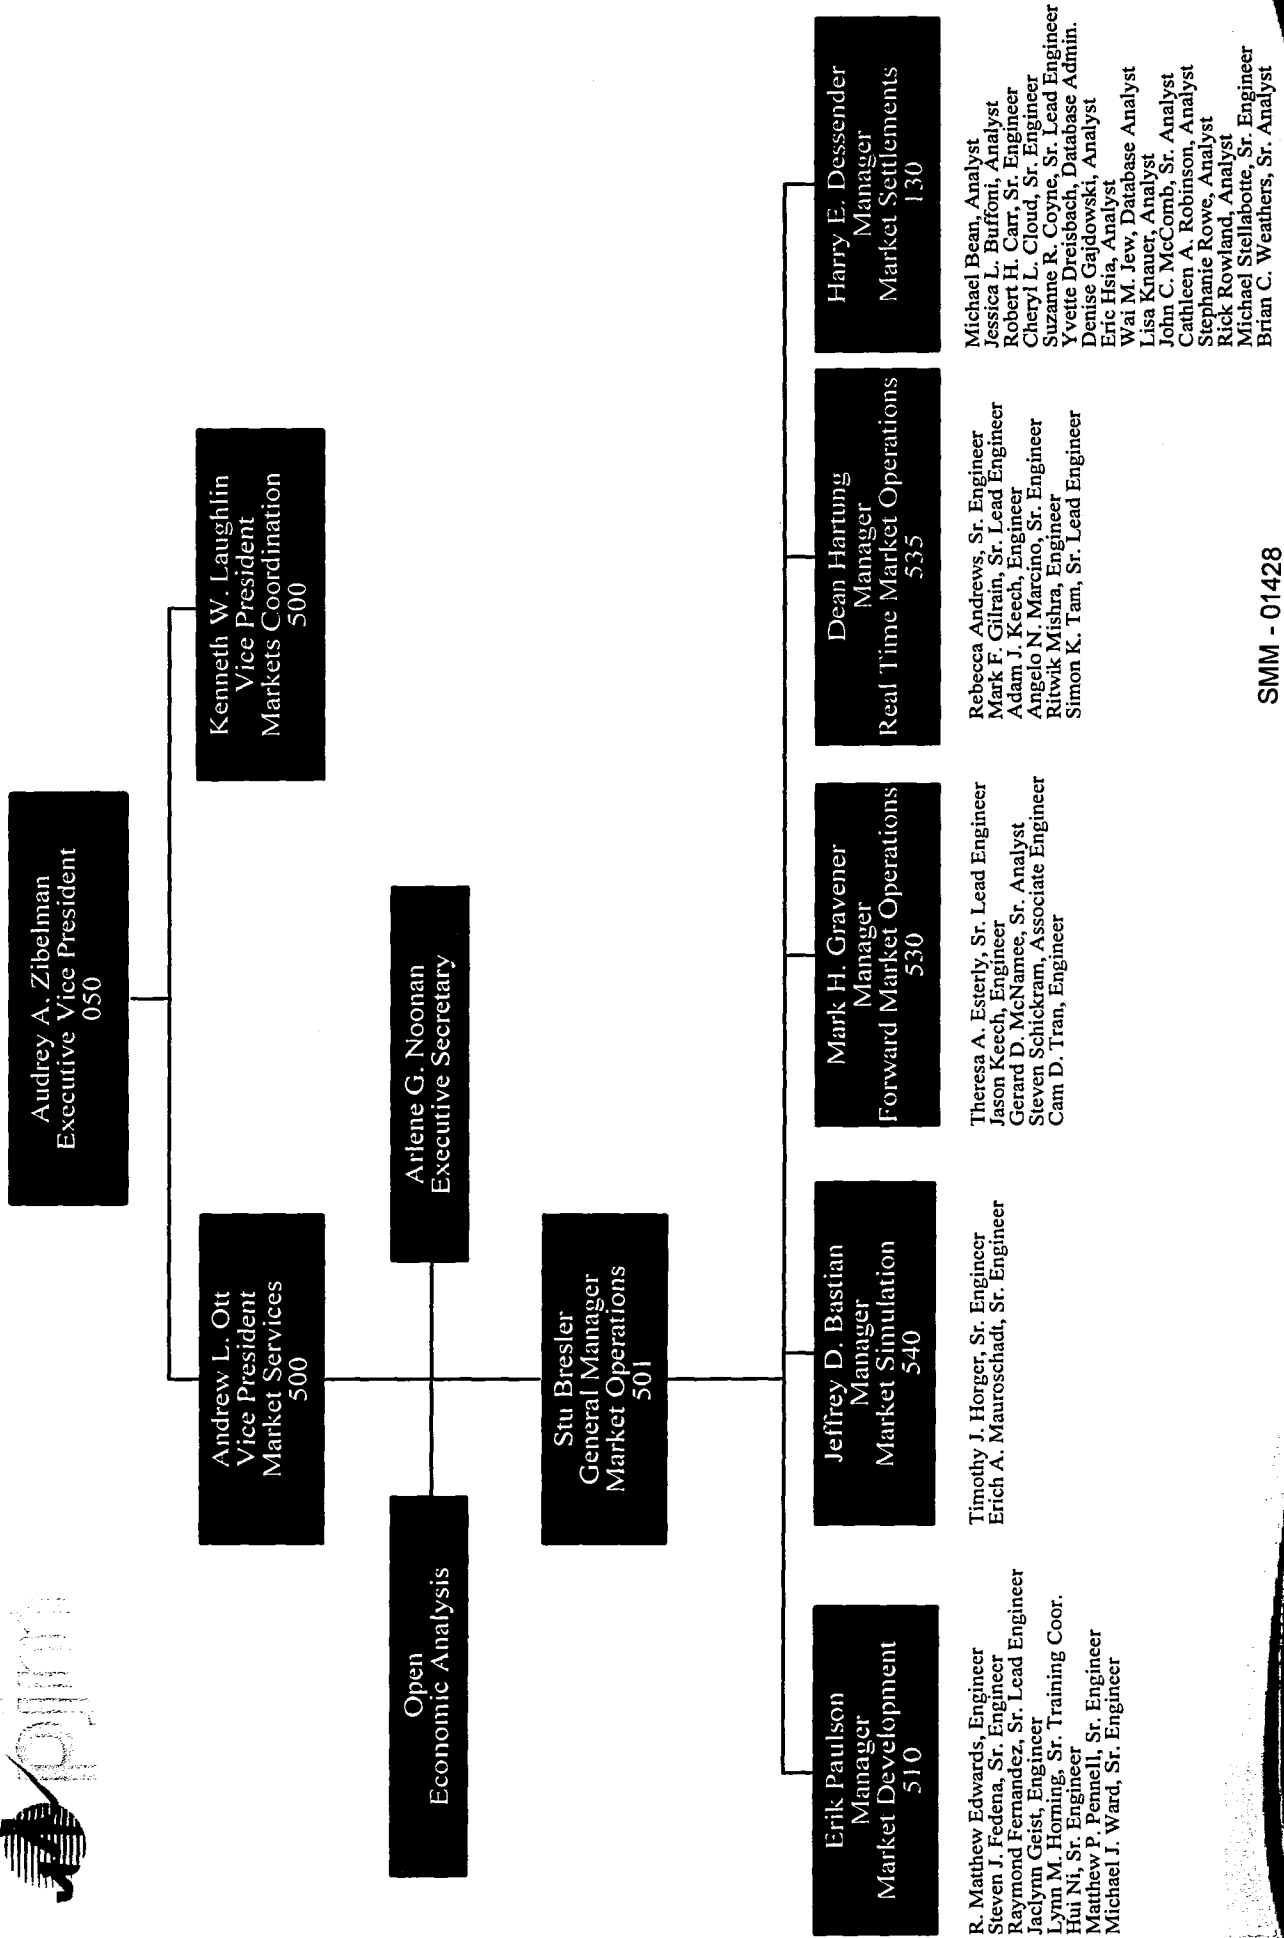 pjm
Audrey A. Zibelman
Executive Vice President
050
Andrew L. Ott
Vice President
Market Services
500
Kenneth W. Laughlin
Vice President
Markets Coordination
500
Open
Economic Analysis
Arlene G. Noonan
Executive Secretary
Stu Bresler
General Manager
Market Operations
501
Erik Paulson
Manager
Market Development
510
R. Matthew Edwards, Engineer
Steven J. Fedena, Sr. Engineer
Raymond Fernandez, Sr. Lead Engineer
Jaclynn Geist, Engineer
Lynn M. Horning, Sr. Training Coor.
Hui Ni, Sr. Engineer
Matthew P. Pennell, Sr. Engineer
Michael J. Ward, Sr. Engineer
Jeffrey D. Bastian
Manager
Market Simulation
540
Timothy J. Horger, Sr. Engineer
Erich A. Mauroschadt, Sr. Engineer
Mark H. Gravener
Manager
Forward Market Operations
530
Theresa A. Esterly, Sr. Lead Engineer
Jason Keech, Engineer
Gerard D. McNamee, Sr. Analyst
Steven Schickram, Associate Engineer
Cam D. Tran, Engineer
Dean Hartung
Manager
Real Time Market Operations
535
Rebecca Andrews, Sr. Engineer
Mark F. Gilrain, Sr. Lead Engineer
Adam J. Keech, Engineer
Angelo N. Marcino, Sr. Engineer
Ritwik Mishra, Engineer
Simon K. Tam, Sr. Lead Engineer
Harry E. Dessender
Manager
Market Settlements
130
Michael Bean, Analyst
Jessica L. Buffoni, Analyst
Robert H. Carr, Sr. Engineer
Cheryl L. Cloud, Sr. Engineer
Suzanne R. Coyne, Sr. Lead Engineer
Yvette Dreisbach, Database Admin.
Denise Gajdowski, Analyst
Eric Hsia, Analyst
Wai M. Jew, Database Analyst
Lisa Knauer, Analyst
John C. McComb, Sr. Analyst
Cathleen A. Robinson, Analyst
Stephanie Rowe, Analyst
Rick Rowland, Analyst
Michael Stellabotte, Sr. Engineer
Brian C. Weathers, Sr. Analyst
SMM - 01428